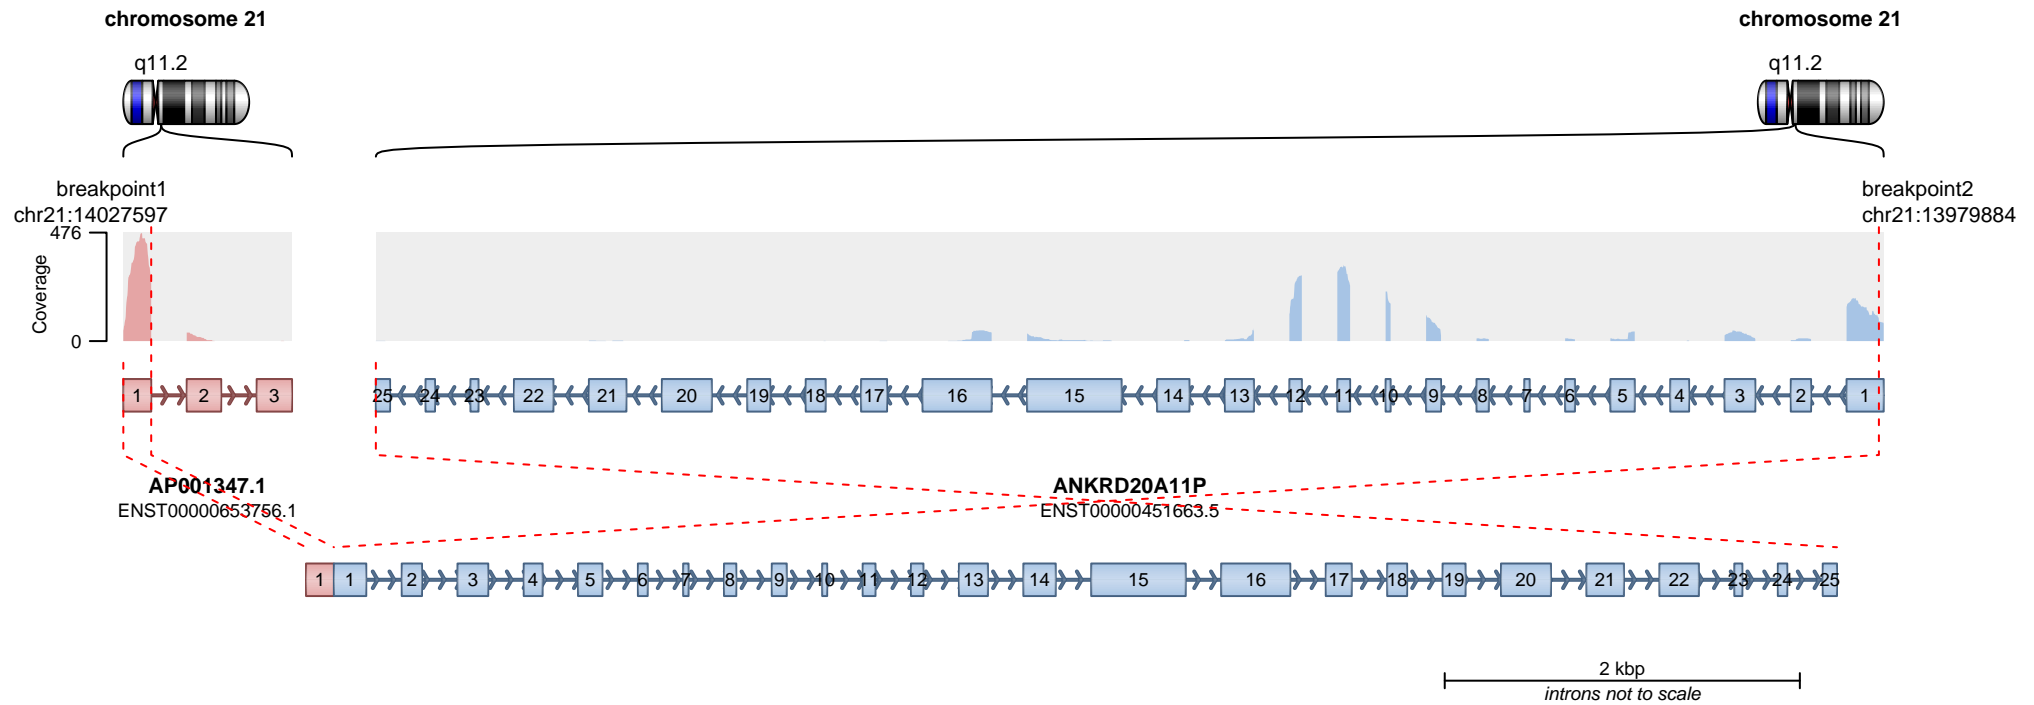 chromosome 21
chromosome 21
q11.2
q11.2
breakpoint1
chr21:14027597
breakpoint2
chr21:13979884
476
Coverage
0
1 2 3
25 24 23 22 21 20 19 18 17 16 15 14 13 12 11 10 9 8 7 6 5 4 3 2 1
AP001347.1
ENST00000653756.1
ANKRD20A11P
ENST00000451663.5
1 1 2 3 4 5 6 7 8 9 10 11 12 13 14 15 16 17 18 19 20 21 22 23 24 25
2 kbp
introns not to scale